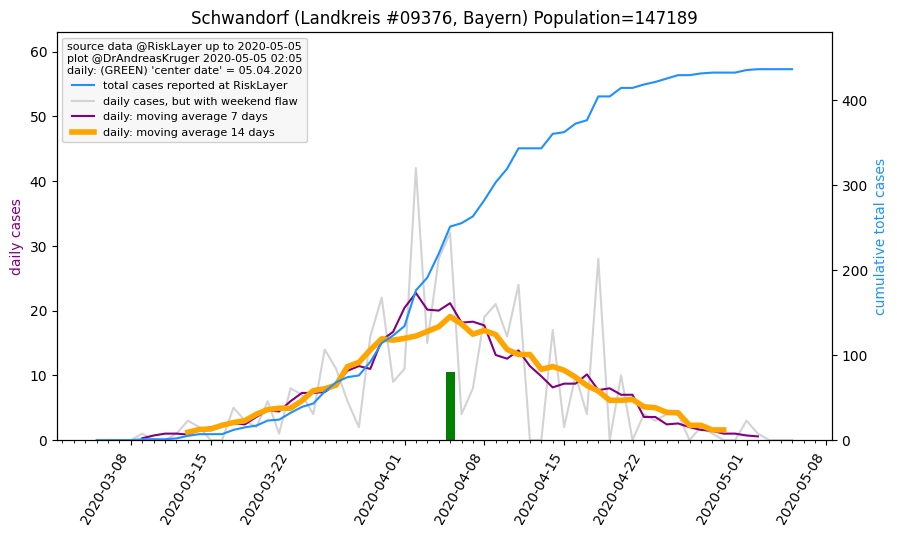 Schwandorf (Landkreis #09376, Bayern) Population=147189
source data @RiskLayer up to 2020-05-05
plot @DrAndreasKruger 2020-05-05 02:05
daily: (GREEN) 'center date' = 05.04.2020
total cases reported at RiskLayer
daily cases, but with weekend flaw
daily: moving average 7 days
daily: moving average 14 days
daily cases
60
50
40
30
20
10
0
cumulative total cases
400
300
200
100
0
2020-03-08
2020-03-15
2020-03-22
2020-04-01
2020-04-08
2020-04-15
2020-04-22
2020-05-01
2020-05-08